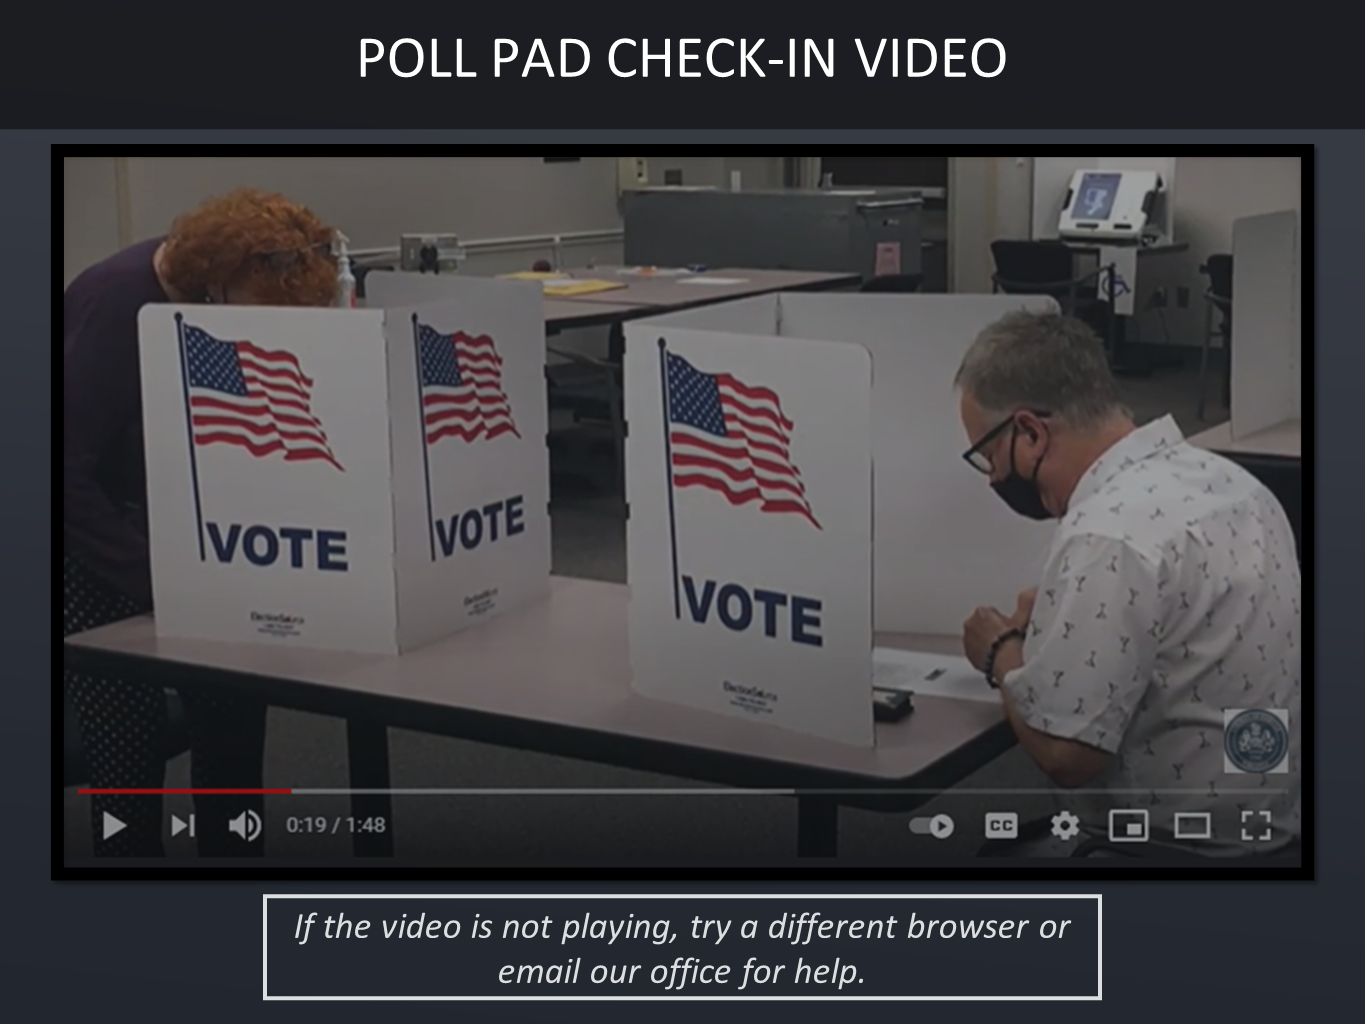 POLL PAD CHECK-IN VIDEO
VOTE
VOTE
VOTE
0:19 / 1:48
CC
If the video is not playing, try a different browser or
email our office for help.